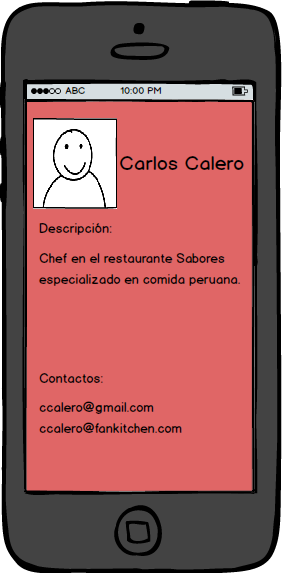 ABC 10:00 PM
Carlos Calero
Descripción:
Chef en el restaurante Sabores
especializado en comida peruana.
Contactos:
ccalero@gmail.com
ccalero@fankitchen.com